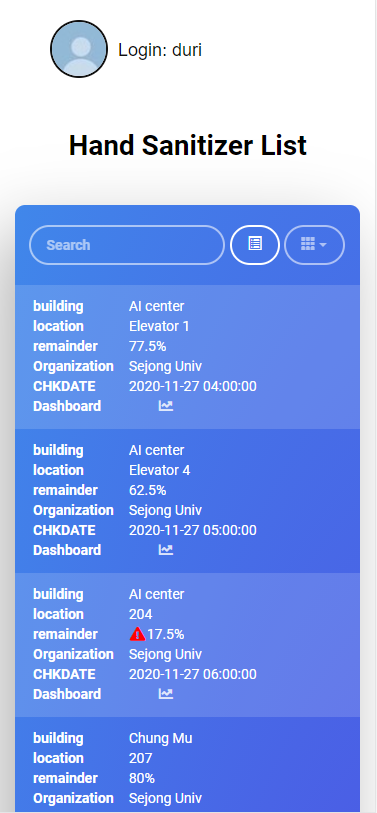 Login: duri
Hand Sanitizer List
Search
building AI center
location Elevator 1
remainder 77.5%
Organization Sejong Univ
CHKDATE 2020-11-27 04:00:00
Dashboard
building AI center
location Elevator 4
remainder 62.5%
Organization Sejong Univ
CHKDATE 2020-11-27 05:00:00
Dashboard
building AI center
location 204
remainder 17.5%
Organization Sejong Univ
CHKDATE 2020-11-27 06:00:00
Dashboard
building Chung Mu
location 207
remainder 80%
Organization Sejong Univ